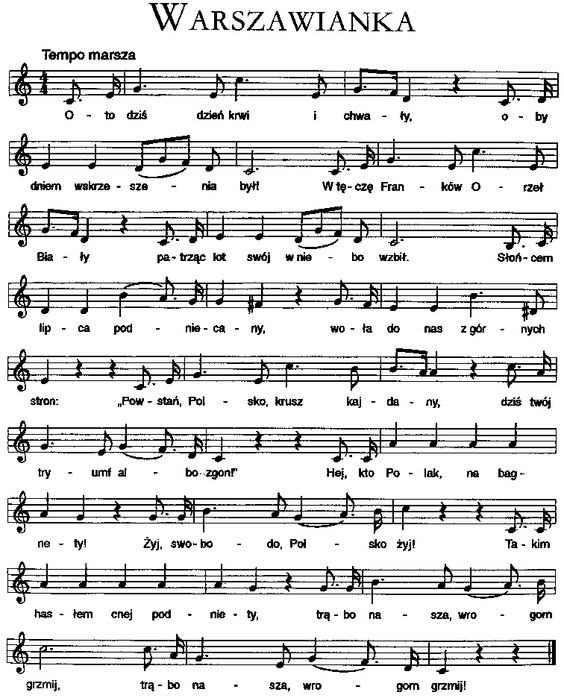 WARSZAWIANKA
Tempo marsza
O - to dziś dzień krwi i chwa - ły, o - by
dniem wskrze - sze - nia był! W tę - czę Fran - ków O - rzeł
Bia - ły pa - trząc lot swój w nie - bo wzbił. Słoń - cem
lip - ca pod - nie - ca - ny, wo - ła do nas z gór - nych
stron: „Pow - stań, Pol - sko, krusz kaj - da - ny, dziś twój
try - umf al - bo zgon!" Hej, kto Po - lak, na bag -
ne - ty! Żyj, swo - bo - do, Pol - sko żyj! Ta - kim
has - łem cnej pod - nie - ty, trą - bo na - sza, wro - gom
grzmij, trą - bo na - sza, wro - gom grzmij!